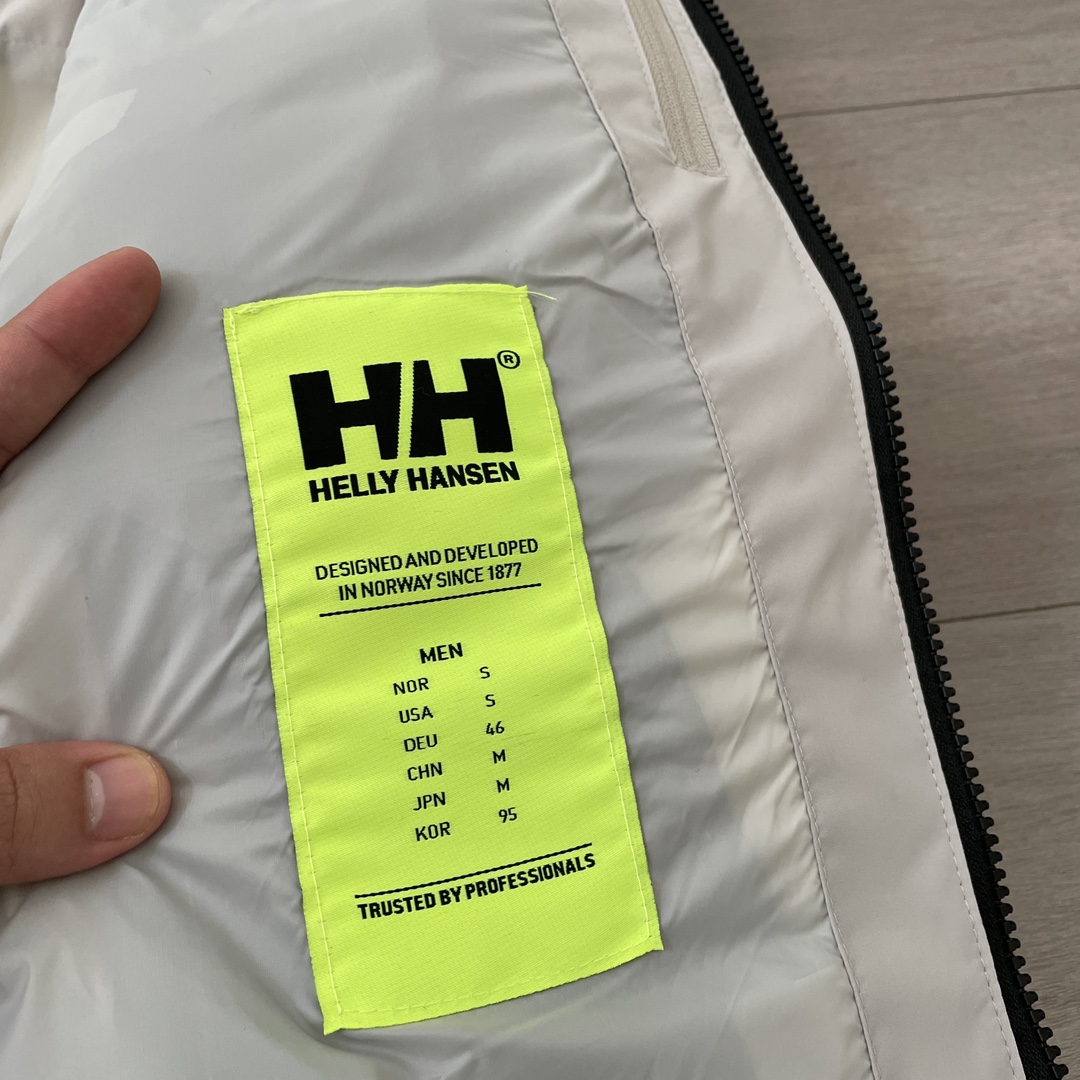 HH®
HELLY HANSEN
DESIGNED AND DEVELOPED
IN NORWAY SINCE 1877
MEN
NOR S
USA S
DEU 46
CHN M
JPN M
KOR 95
TRUSTED BY PROFESSIONALS